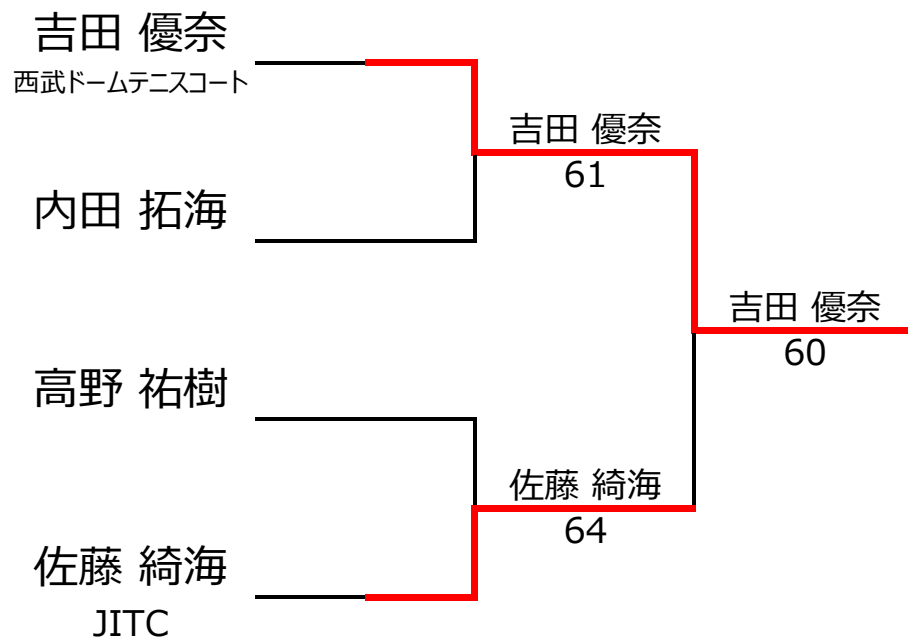 吉田 優奈
西武ドームテニスコート
吉田 優奈
61
内田 拓海
吉田 優奈
60
高野 祐樹
佐藤 綺海
64
佐藤 綺海
JITC